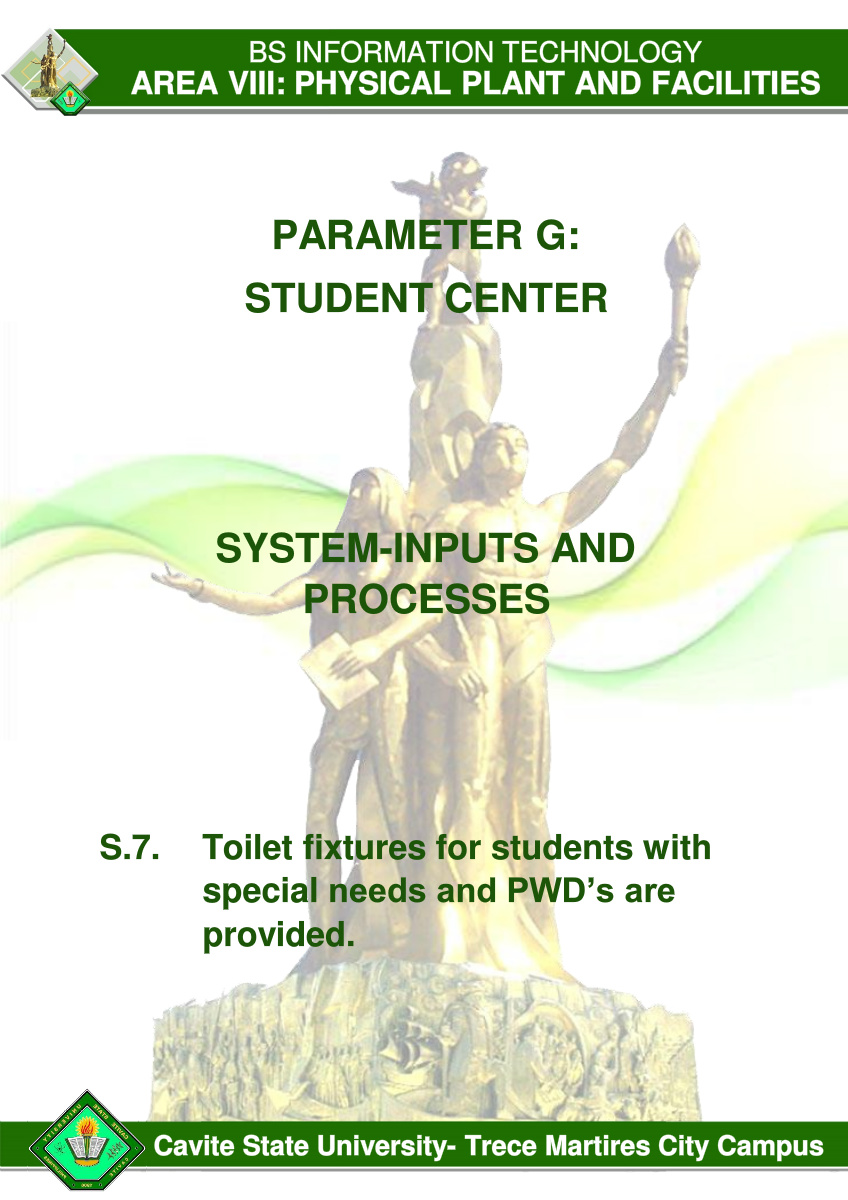 BS INFORMATION TECHNOLOGY
AREA VIII: PHYSICAL PLANT AND FACILITIES
PARAMETER G:
STUDENT CENTER
SYSTEM-INPUTS AND
PROCESSES
S.7. Toilet fixtures for students with
special needs and PWD’s are
provided.
Cavite State University- Trece Martires City Campus